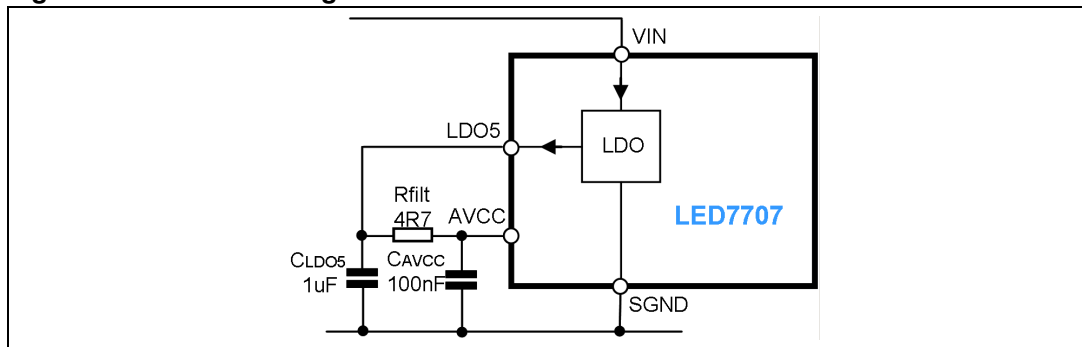 VIN
LDO5
LDO
Rfilt
4R7
AVCC
LED7707
CLDO5
1uF
CAVCC
100nF
SGND